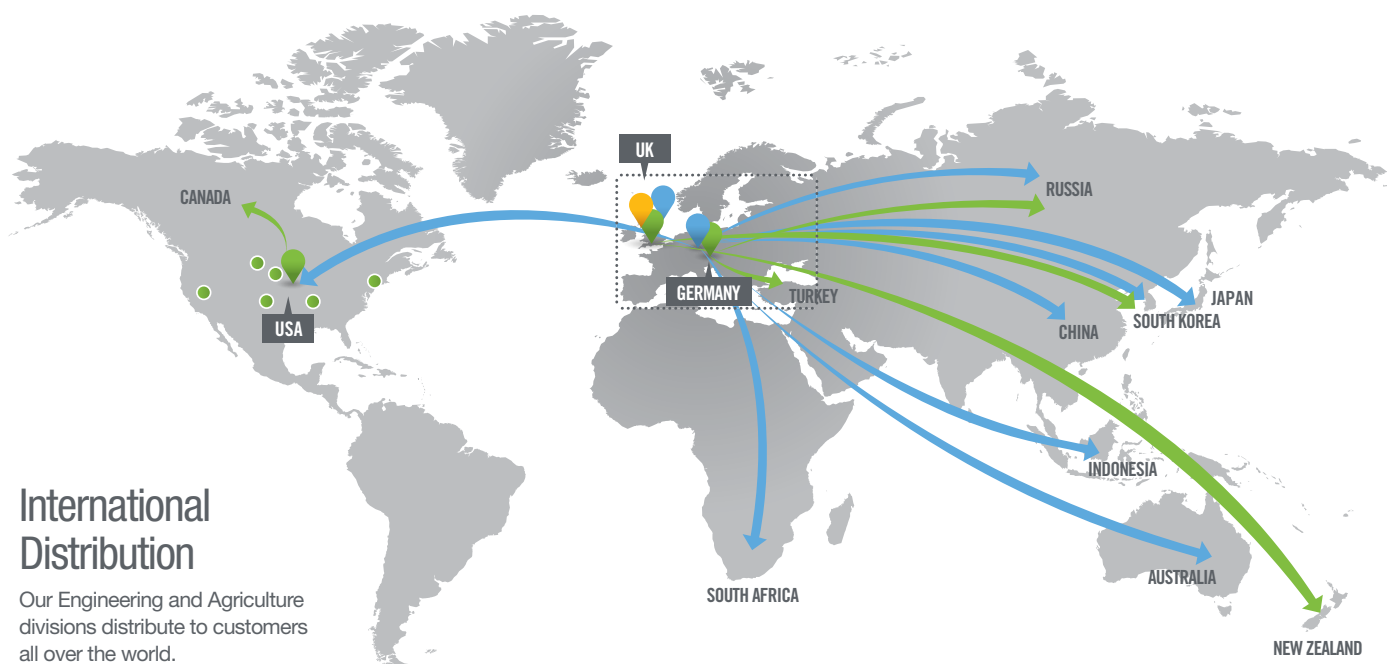 UK
CANADA
RUSSIA
GERMANY
TURKEY
JAPAN
SOUTH KOREA
USA
CHINA
INDONESIA
International
Distribution
AUSTRALIA
SOUTH AFRICA
Our Engineering and Agriculture
divisions distribute to customers
all over the world.
NEW ZEALAND